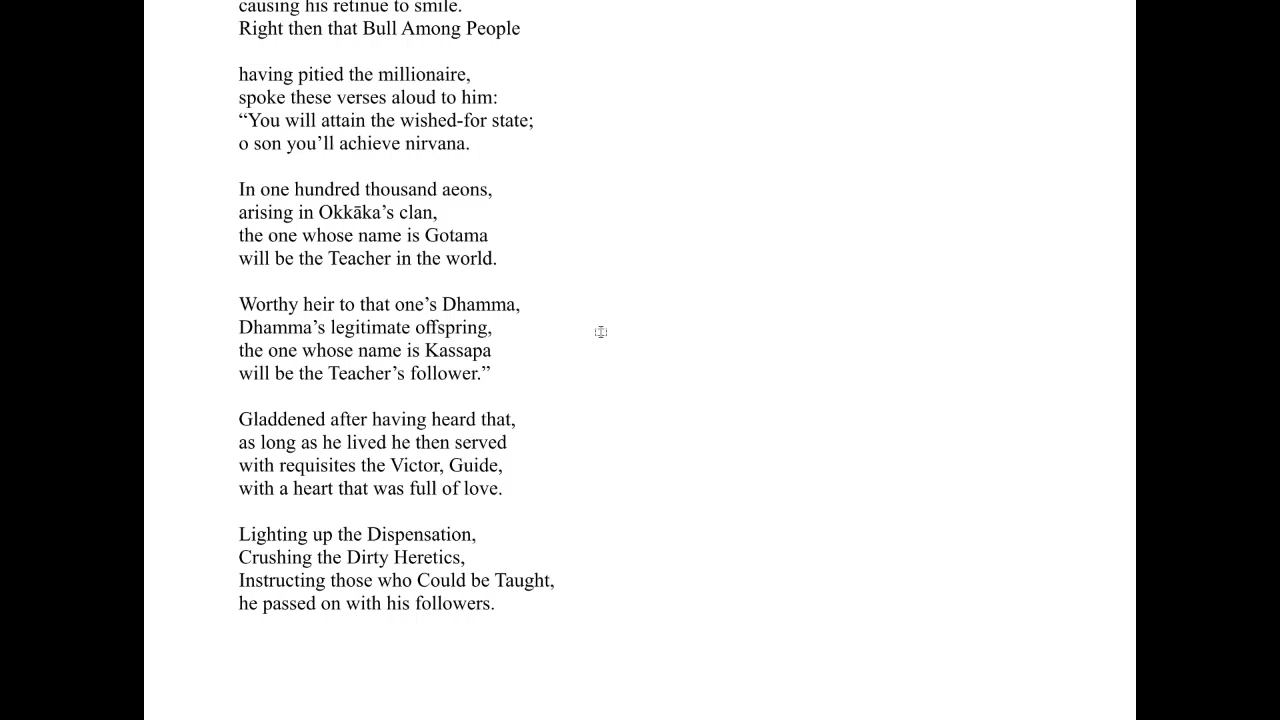 causing his retinue to smile.
Right then that Bull Among People
having pitied the millionaire,
spoke these verses aloud to him:
“You will attain the wished-for state;
o son you’ll achieve nirvana.
In one hundred thousand aeons,
arising in Okkāka’s clan,
the one whose name is Gotama
will be the Teacher in the world.
Worthy heir to that one’s Dhamma,
Dhamma’s legitimate offspring,
the one whose name is Kassapa
will be the Teacher’s follower.”
Gladdened after having heard that,
as long as he lived he then served
with requisites the Victor, Guide,
with a heart that was full of love.
Lighting up the Dispensation,
Crushing the Dirty Heretics,
Instructing those who Could be Taught,
he passed on with his followers.